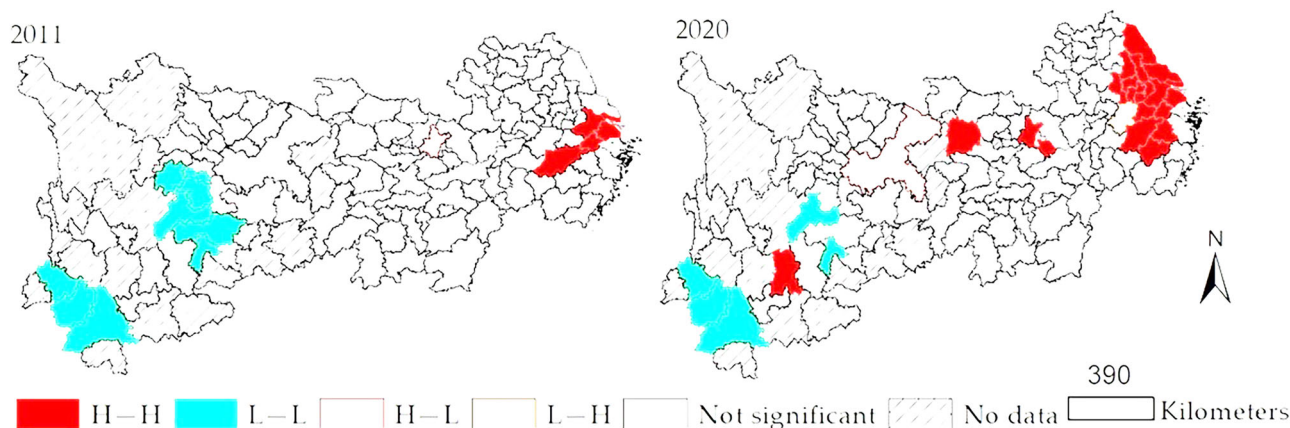 2011
2020
N
390
H—H L—L H—L L—H Not significant No data Kilometers